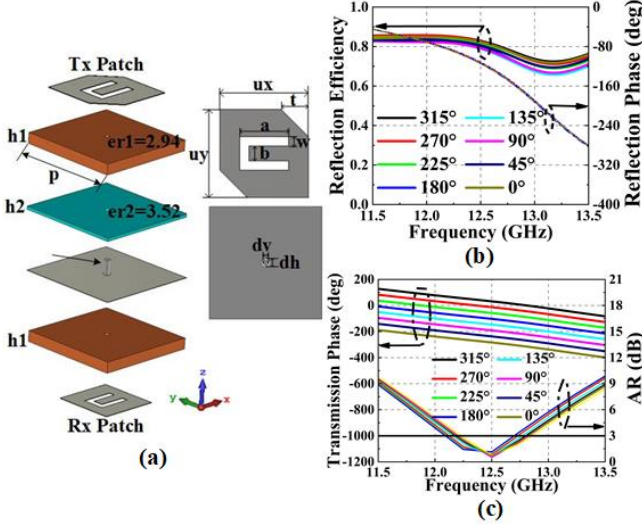 Tx Patch
h1
er1=2.94
p
h2
er2=3.52
h1
Rx Patch
z
y
x
(a)
ux
t
a
w
b
uy
dv
dh
Reflection Efficiency
1.0
0.8
0.6
0.4
0.2
0.0
315° 135°
270° 90°
225° 45°
180° 0°
0
-80
-160
-240
-320
-400
Reflection Phase (deg)
11.5 12.0 12.5 13.0 13.5
Frequency (GHz)
(b)
Transmission Phase (deg)
200
0
-200
-400
-600
-800
-1000
-1200
315° 135°
270° 90°
225° 45°
180° 0°
21
18
15
12
9
6
3
0
AR (dB)
11.5 12.0 12.5 13.0 13.5
Frequency (GHz)
(c)